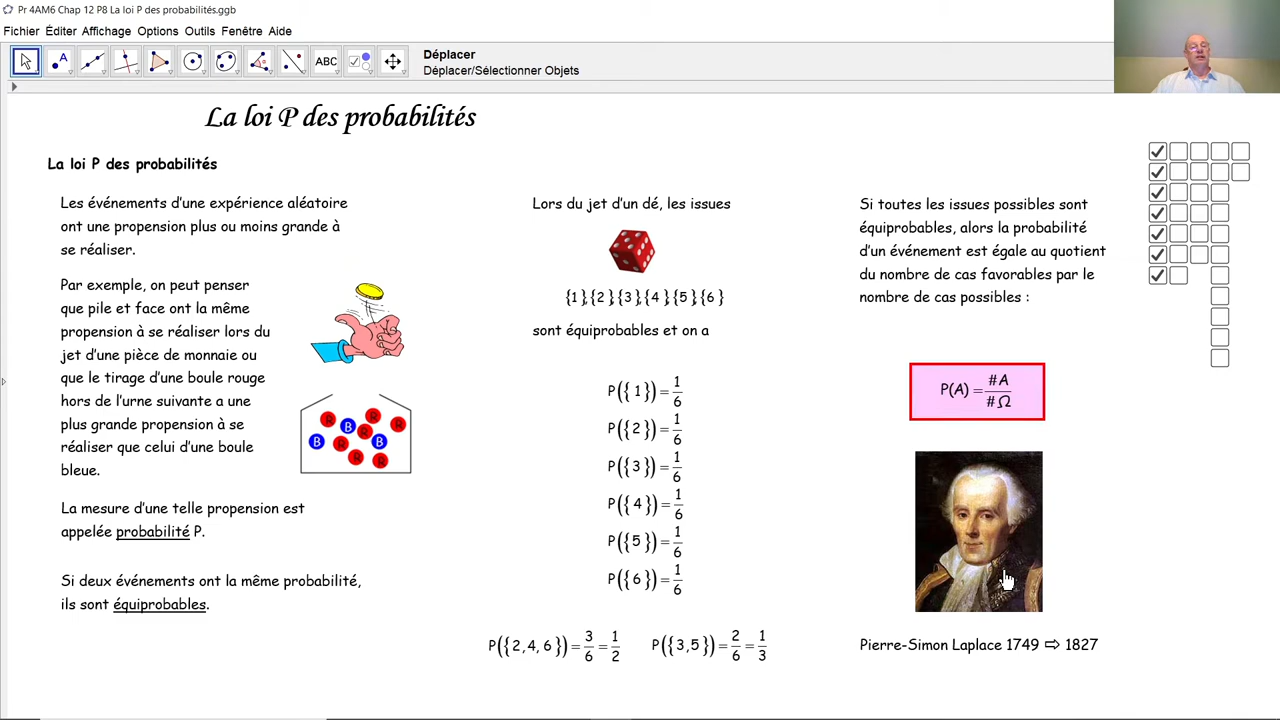 Pr 4AM6 Chap 12 P8 La loi P des probabilités.ggb
Fichier Éditer Affichage Options Outils Fenêtre Aide
A
ABC
Déplacer
Déplacer/Sélectionner Objets
La loi P des probabilités
La loi P des probabilités
Les événements d'une expérience aléatoire
ont une propension plus ou moins grande à
se réaliser.
Par exemple, on peut penser
que pile et face ont la même
propension à se réaliser lors du
jet d'une pièce de monnaie ou
que le tirage d'une boule rouge
hors de l'urne suivante a une
plus grande propension à se
réaliser que celui d'une boule
bleue.
R B R R
B R R B
R R
La mesure d'une telle propension est
appelée probabilité P.
Si deux événements ont la même probabilité,
ils sont équiprobables.
Lors du jet d'un dé, les issues
{1}{2}{3}{4}{5}{6}
sont équiprobables et on a
P({1}) = 1/6
P({2}) = 1/6
P({3}) = 1/6
P({4}) = 1/6
P({5}) = 1/6
P({6}) = 1/6
P({2,4,6}) = 3/6 = 1/2 P({3,5}) = 2/6 = 1/3
Si toutes les issues possibles sont
équiprobables, alors la probabilité
d'un événement est égale au quotient
du nombre de cas favorables par le
nombre de cas possibles :
P(A) = #A/#Ω
Pierre-Simon Laplace 1749 ⇨ 1827